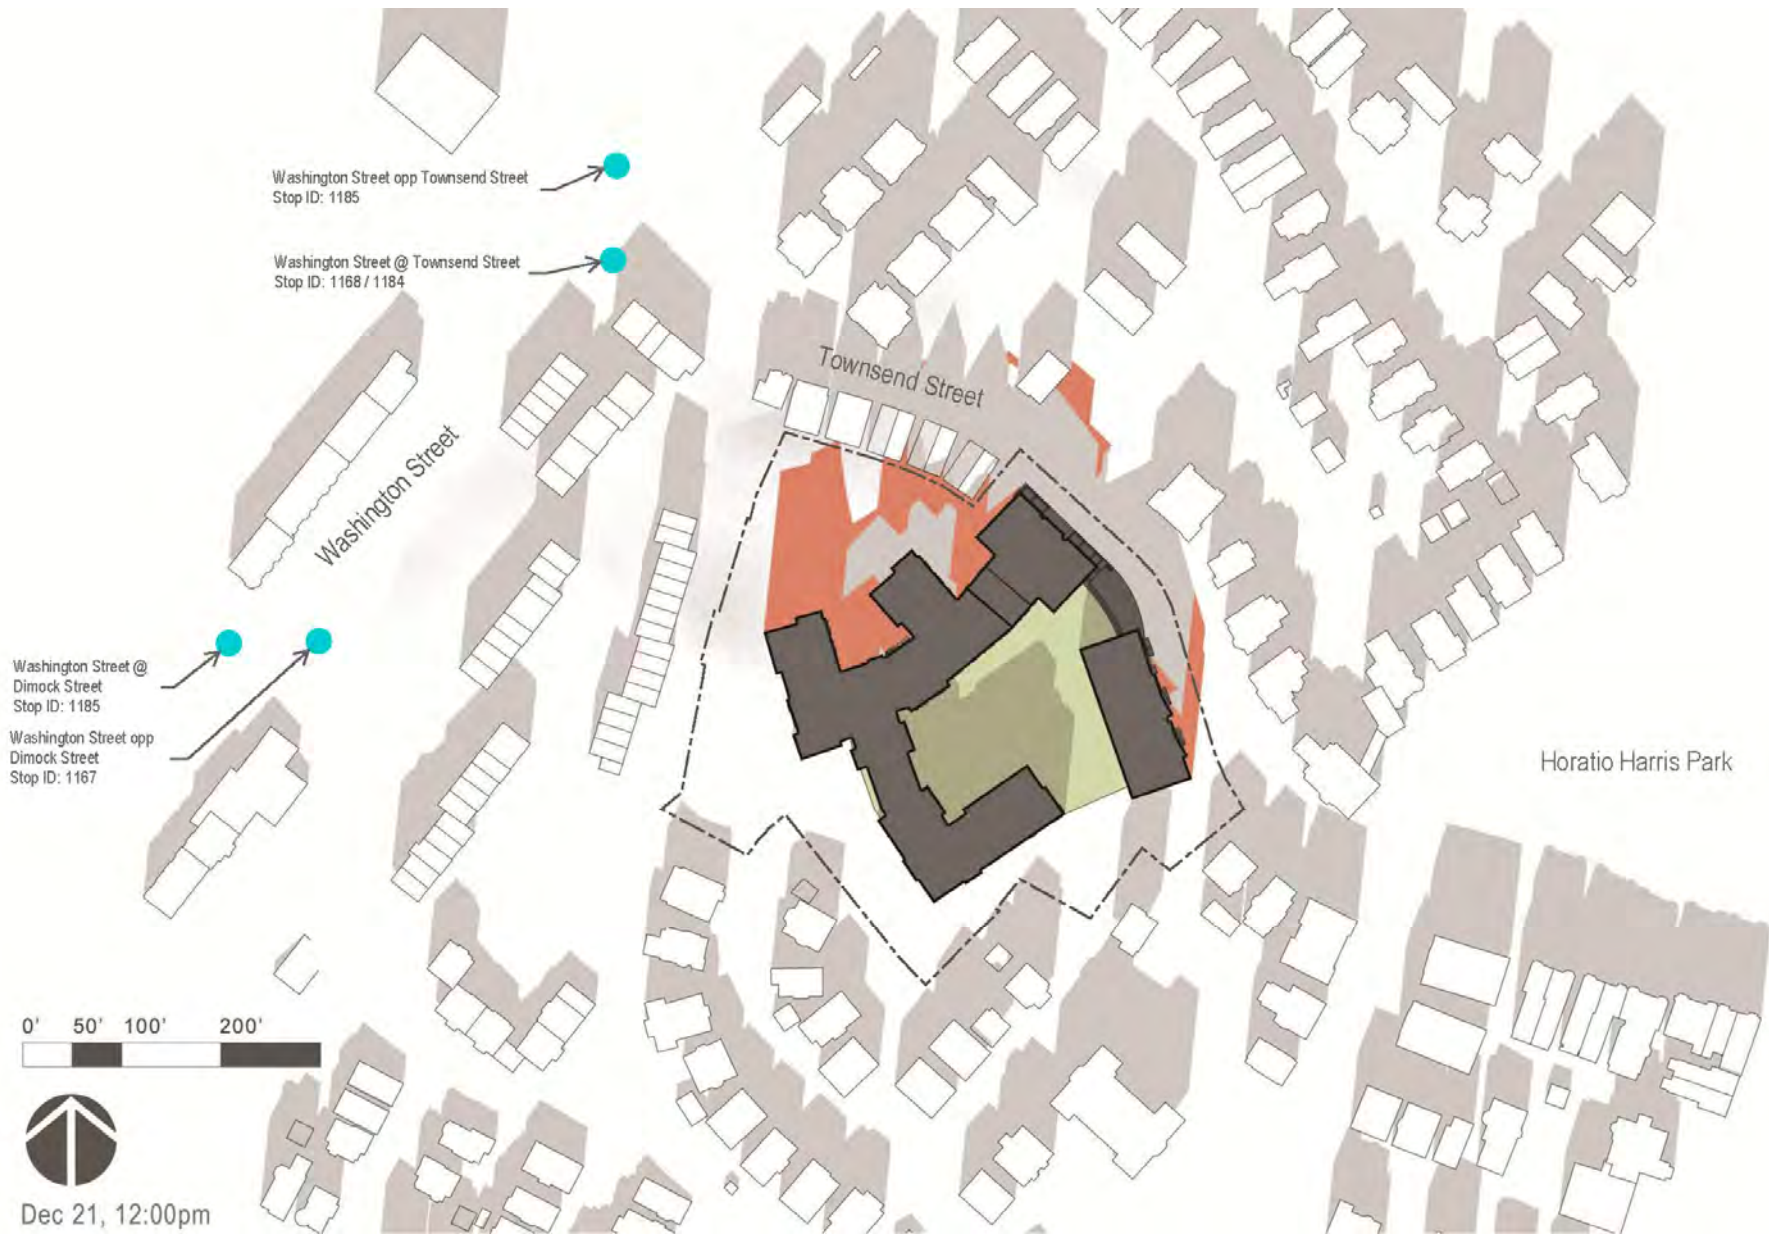 Washington Street opp Townsend Street
Stop ID: 1185
Washington Street @ Townsend Street
Stop ID: 1168 / 1184
Townsend Street
Washington Street
Washington Street @
Dimock Street
Stop ID: 1185
Washington Street opp
Dimock Street
Stop ID: 1167
Horatio Harris Park
0' 50' 100' 200'
Dec 21, 12:00pm